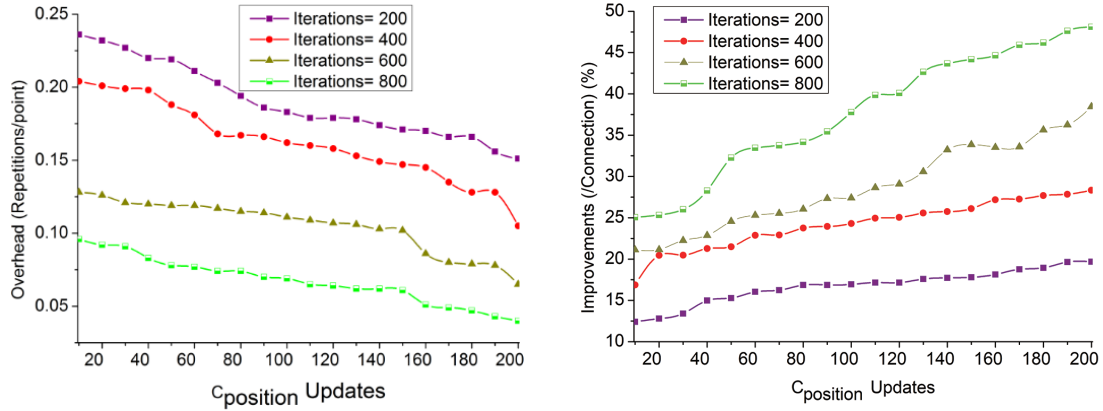 Overhead (Repetitions/point)
0.25
0.20
0.15
0.10
0.05
Iterations= 200
Iterations= 400
Iterations= 600
Iterations= 800
20 40 60 80 100 120 140 160 180 200
Cposition Updates
Improvements (/Connection) (%)
50
45
40
35
30
25
20
15
10
Iterations= 200
Iterations= 400
Iterations= 600
Iterations= 800
20 40 60 80 100 120 140 160 180 200
Cposition Updates